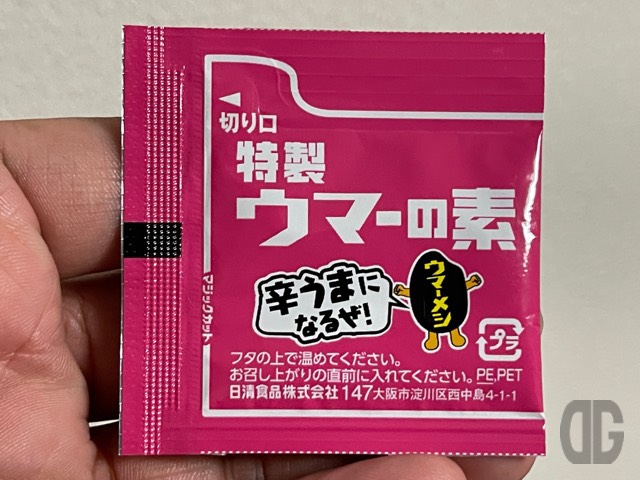 切り口
特製
ウマーの素
マジックカット
辛うまに
なるぜ!
ウマーメシ
プラ
フタの上で温めてください。
お召し上がりの直前に入れてください。PE,PET
日清食品株式会社 147大阪市淀川区西中島4-1-1
DG